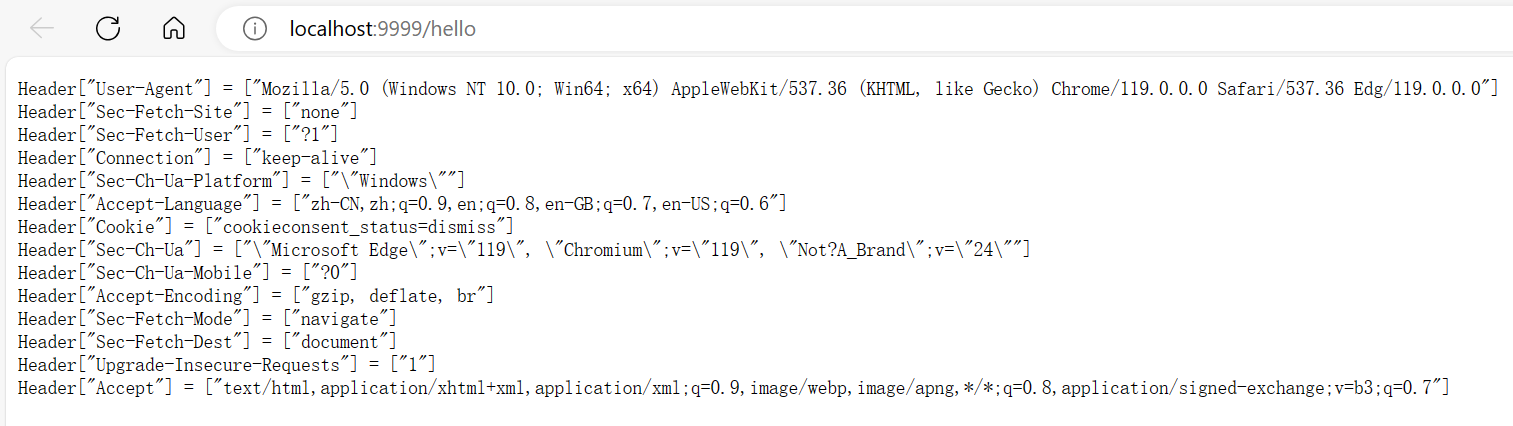 localhost:9999/hello
Header["User-Agent"] = ["Mozilla/5.0 (Windows NT 10.0; Win64; x64) AppleWebKit/537.36 (KHTML, like Gecko) Chrome/119.0.0.0 Safari/537.36 Edg/119.0.0.0"]
Header["Sec-Fetch-Site"] = ["none"]
Header["Sec-Fetch-User"] = ["?1"]
Header["Connection"] = ["keep-alive"]
Header["Sec-Ch-Ua-Platform"] = ["\"Windows\""]
Header["Accept-Language"] = ["zh-CN,zh;q=0.9,en;q=0.8,en-GB;q=0.7,en-US;q=0.6"]
Header["Cookie"] = ["cookieconsent_status=dismiss"]
Header["Sec-Ch-Ua"] = ["\"Microsoft Edge\";v=\"119\", \"Chromium\";v=\"119\", \"Not?A_Brand\";v=\"24\""]
Header["Sec-Ch-Ua-Mobile"] = ["?0"]
Header["Accept-Encoding"] = ["gzip, deflate, br"]
Header["Sec-Fetch-Mode"] = ["navigate"]
Header["Sec-Fetch-Dest"] = ["document"]
Header["Upgrade-Insecure-Requests"] = ["1"]
Header["Accept"] = ["text/html,application/xhtml+xml,application/xml;q=0.9,image/webp,image/apng,*/*;q=0.8,application/signed-exchange;v=b3;q=0.7"]